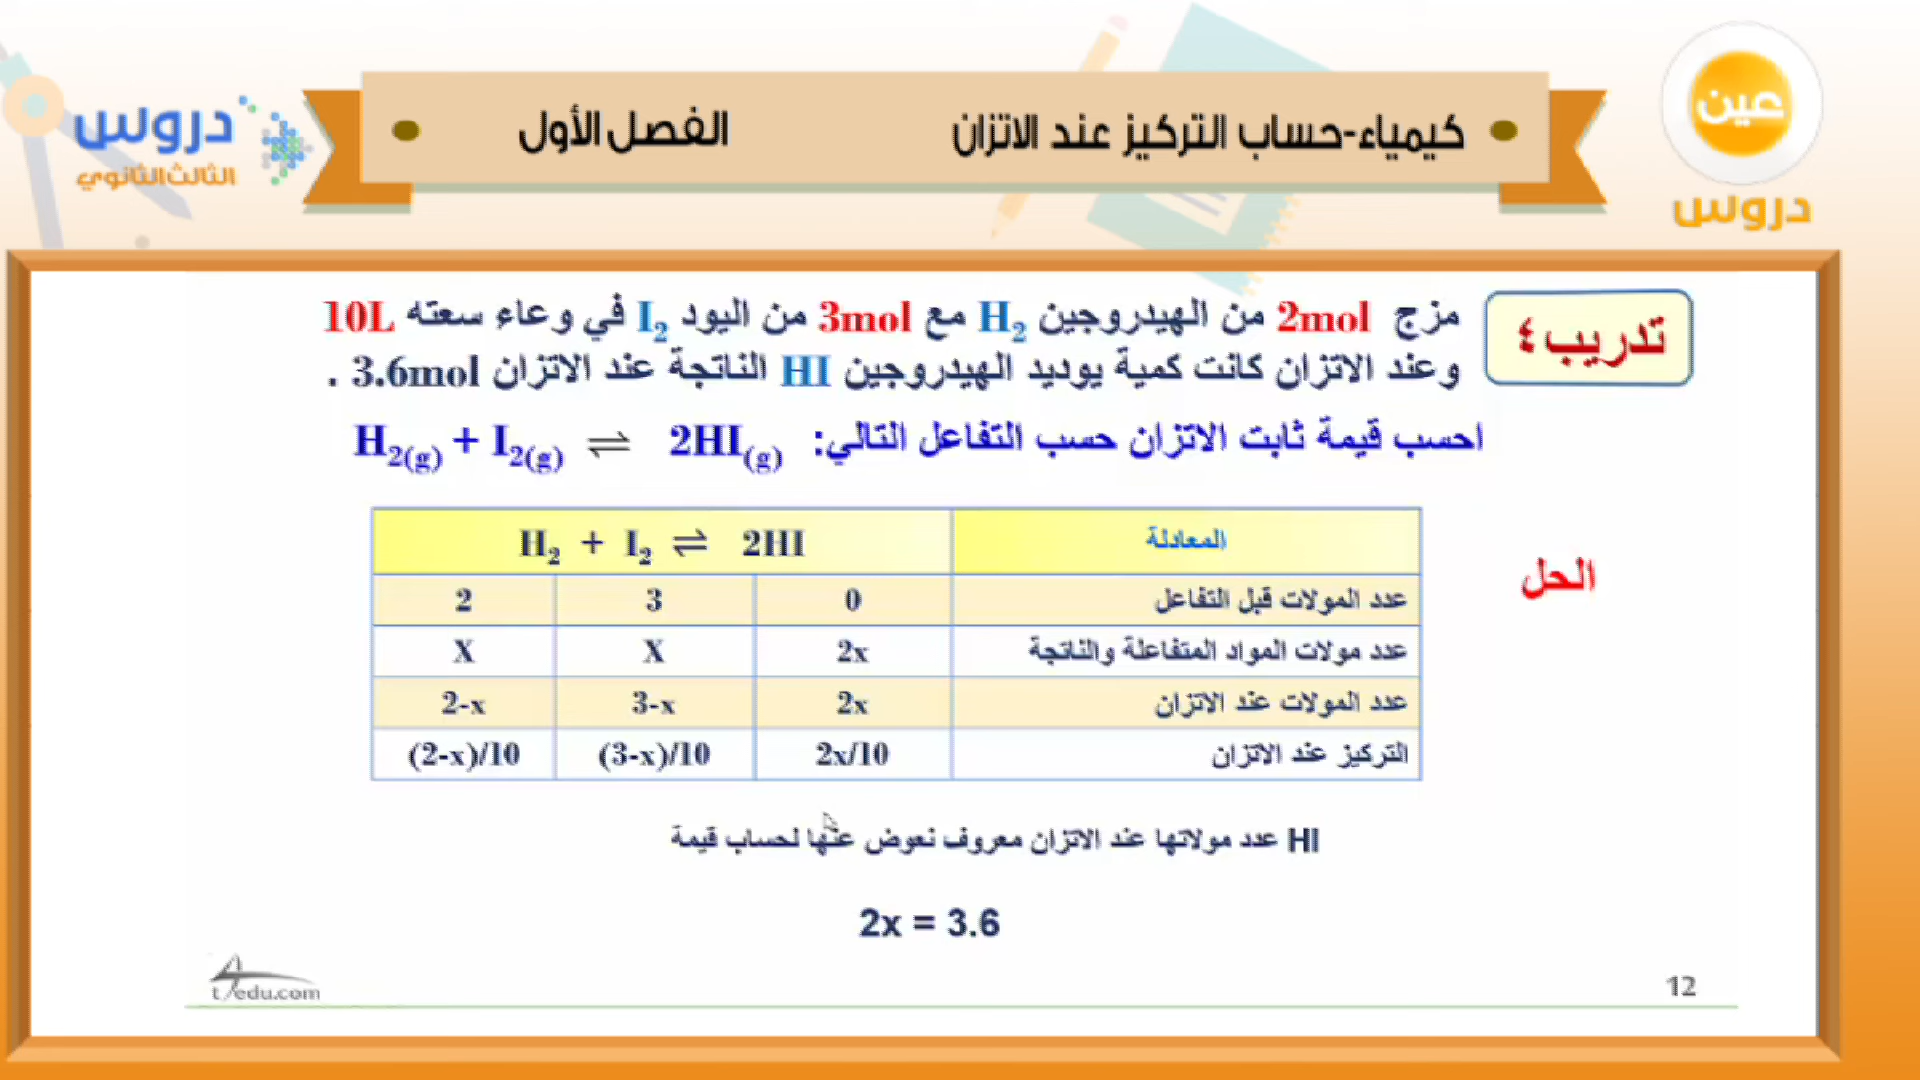 عين
دروس
كيمياء-حساب التركيز عند الاتزان
الفصل الأول
دروس
الثالث الثانوي
تدريب ٤
مزج 2mol من الهيدروجين H₂ مع 3mol من اليود I₂ في وعاء سعته 10L
وعند الاتزان كانت كمية يوديد الهيدروجين HI الناتجة عند الاتزان 3.6mol .
احسب قيمة ثابت الاتزان حسب التفاعل التالي: H₂(g) + I₂(g) ⇌ 2HI(g)
الحل
المعادلة H₂ + I₂ ⇌ 2HI
عدد المولات قبل التفاعل 0 3 2
عدد مولات المواد المتفاعلة والناتجة 2x X X
عدد المولات عند الاتزان 2x 3-x 2-x
التركيز عند الاتزان 2x/10 (3-x)/10 (2-x)/10
HI عدد مولاتها عند الاتزان معروف نعوض عنها لحساب قيمة
2x = 3.6
t4edu.com
12